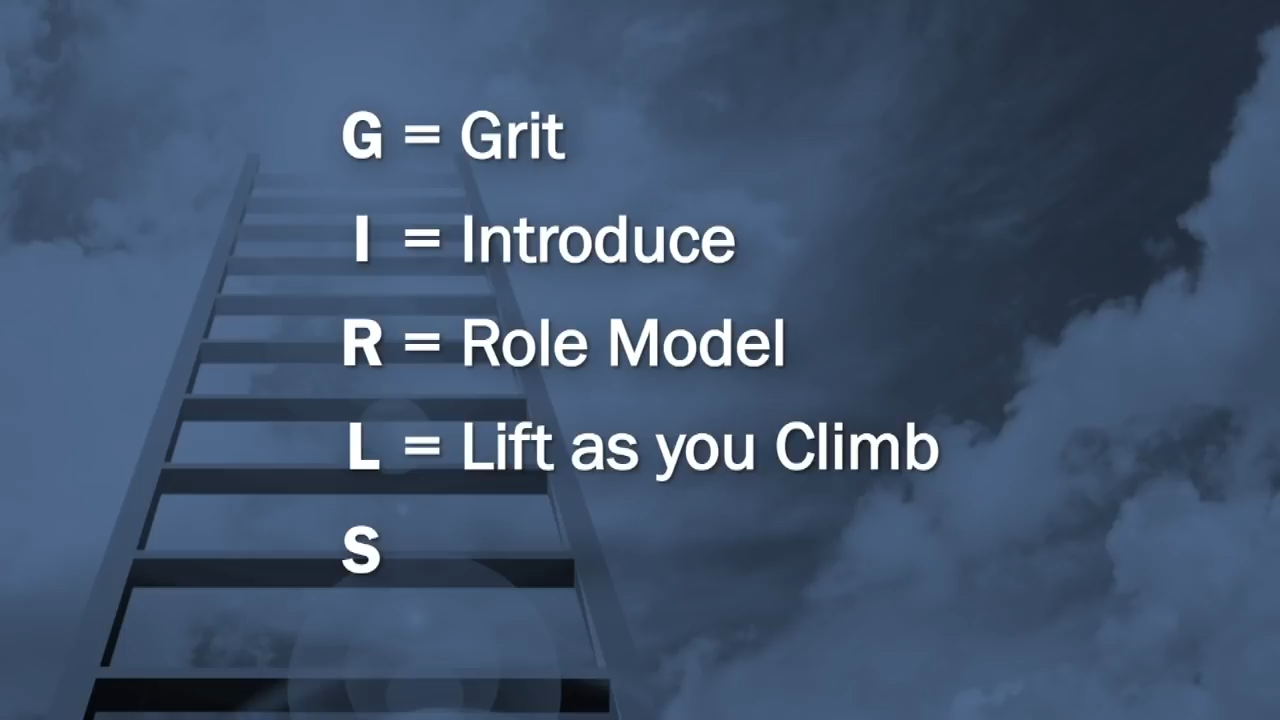 G = Grit
I = Introduce
R = Role Model
L = Lift as you Climb
S